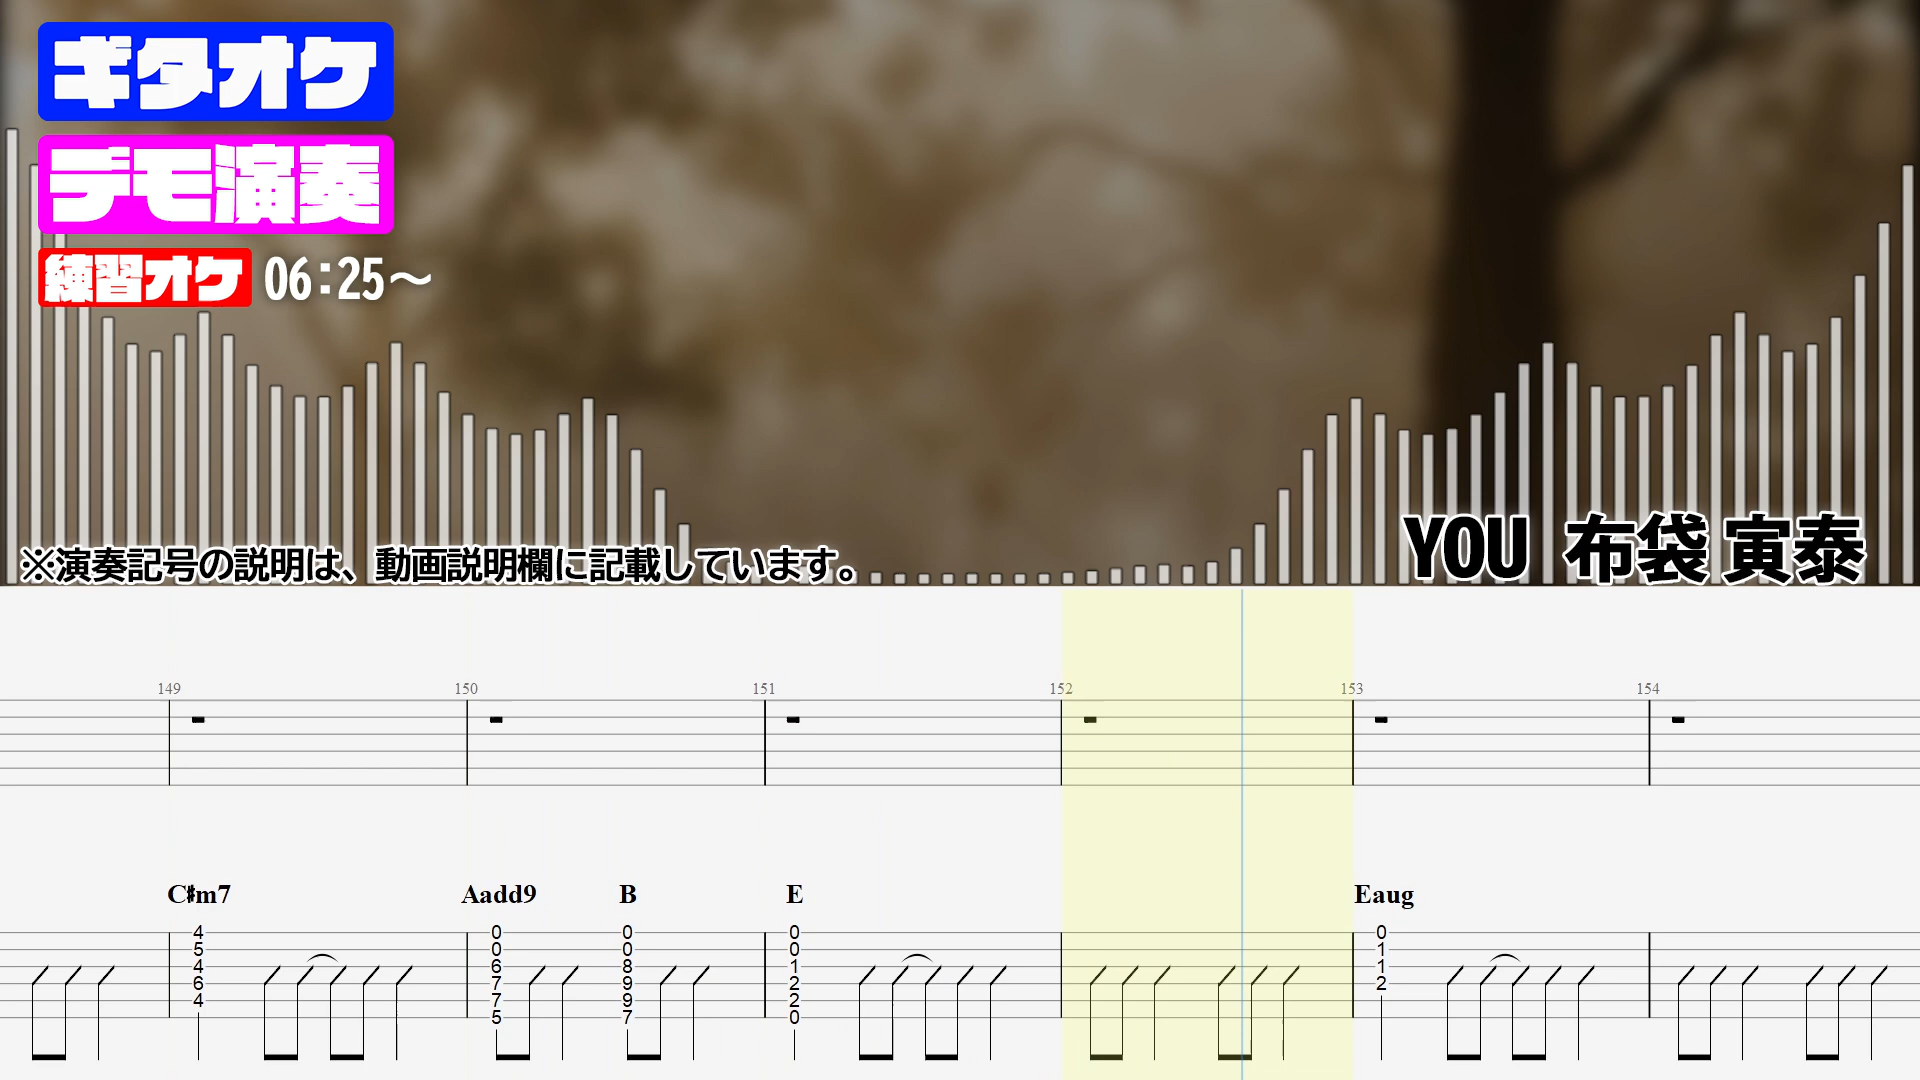 ギタオケ
デモ演奏
練習オケ 06:25〜
※演奏記号の説明は、動画説明欄に記載しています。
YOU 布袋 寅泰
149 150 151 152 153 154
C#m7 Aadd9 B E Eaug
4 0 0 0 0
5 0 0 0 1
4 6 8 1 1
6 7 9 2 2
4 7 9 2
5 7 0